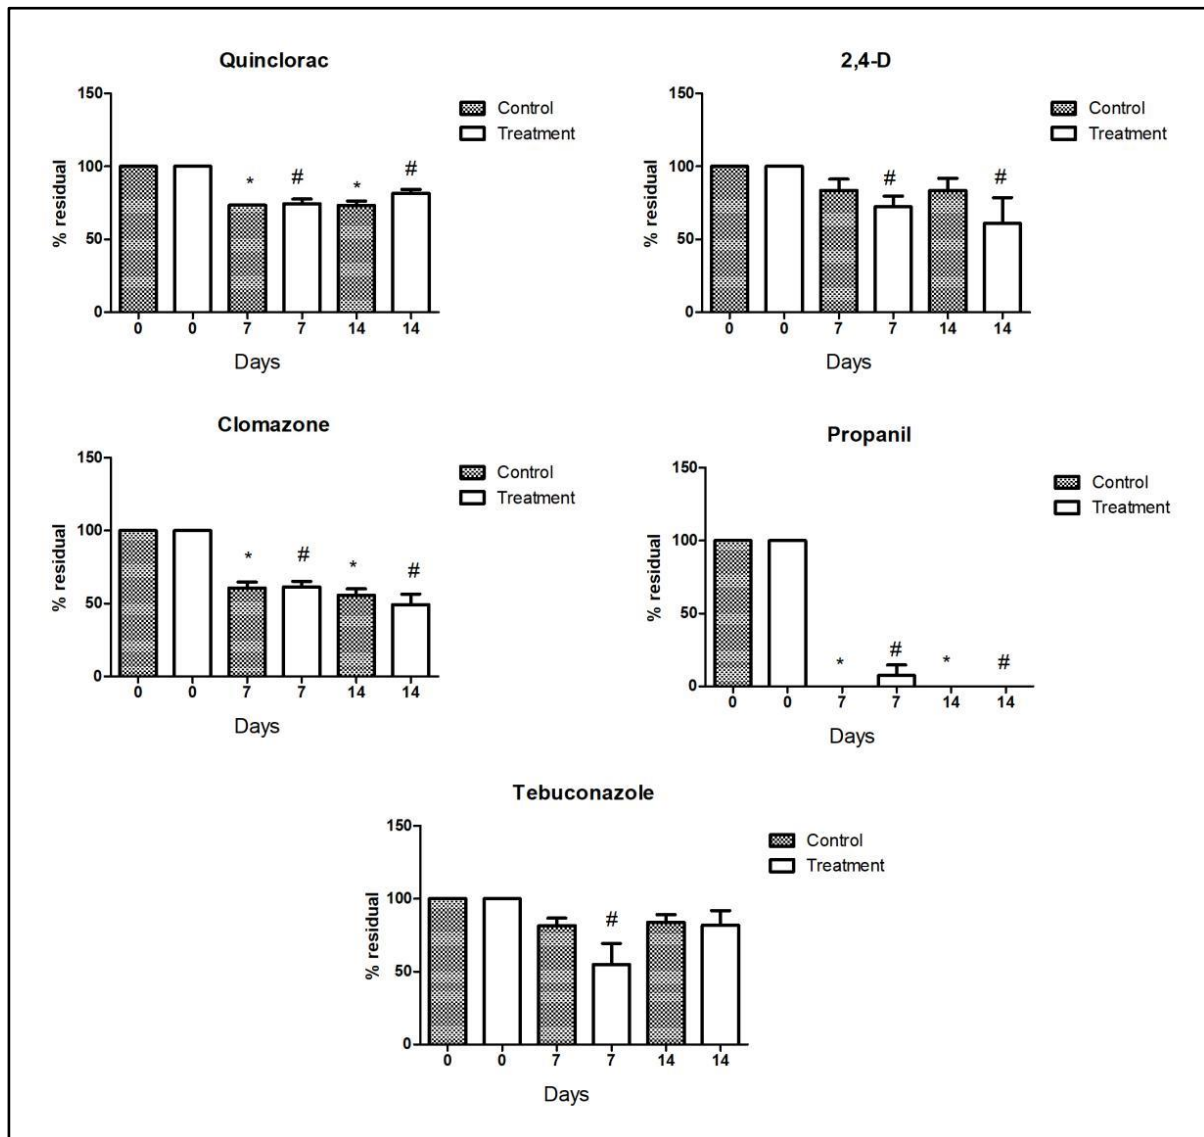 Quinclorac
150
100
50
0
% residual
* # * #
0 0 7 7 14 14
Days
Control
Treatment
2,4-D
150
100
50
0
% residual
# #
0 0 7 7 14 14
Days
Control
Treatment
Clomazone
150
100
50
0
% residual
* # * #
0 0 7 7 14 14
Days
Control
Treatment
Propanil
150
100
50
0
% residual
* # * #
0 0 7 7 14 14
Days
Control
Treatment
Tebuconazole
150
100
50
0
% residual
#
0 0 7 7 14 14
Days
Control
Treatment